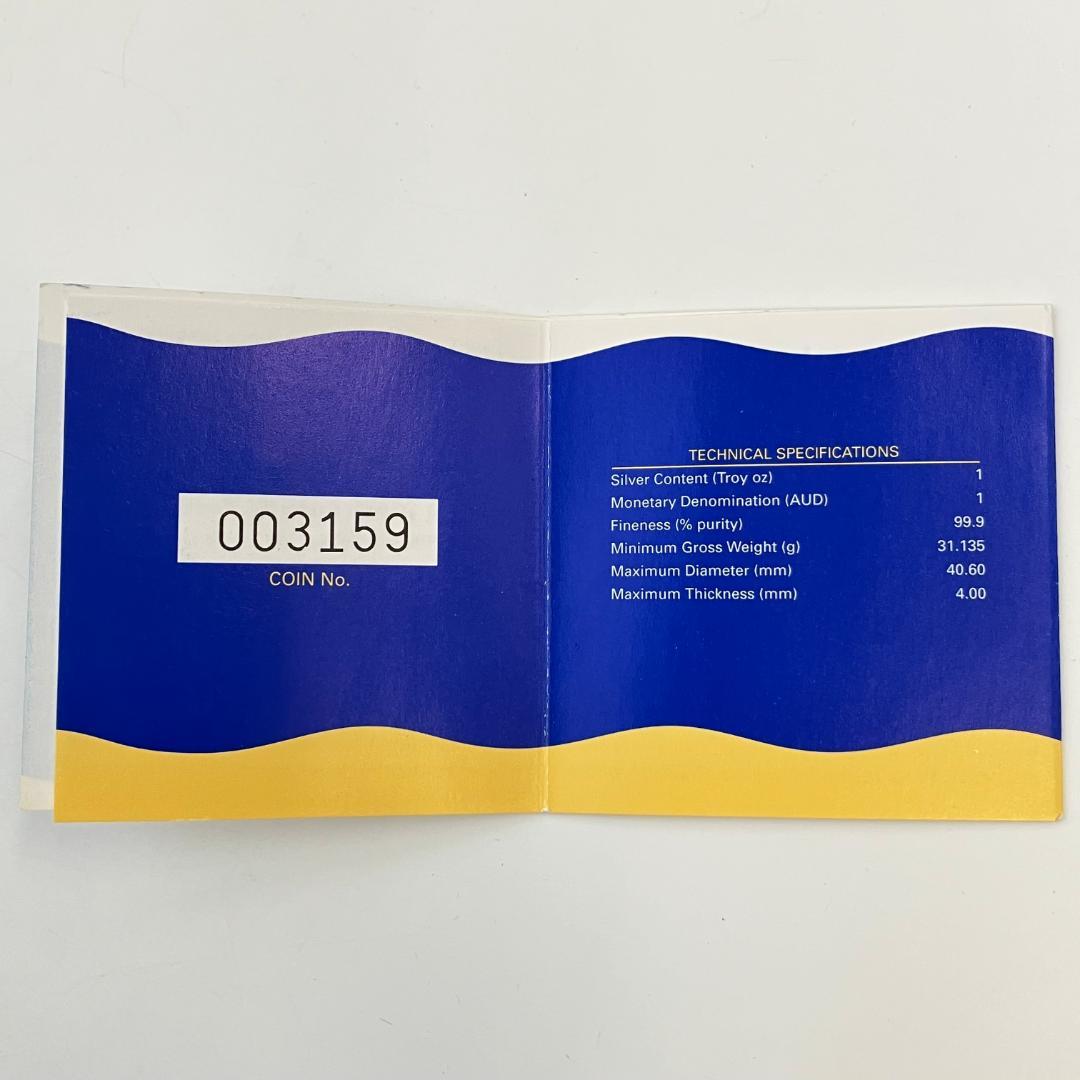 003159
COIN No.
TECHNICAL SPECIFICATIONS
Silver Content (Troy oz) 1
Monetary Denomination (AUD) 1
Fineness (% purity) 99.9
Minimum Gross Weight (g) 31.135
Maximum Diameter (mm) 40.60
Maximum Thickness (mm) 4.00